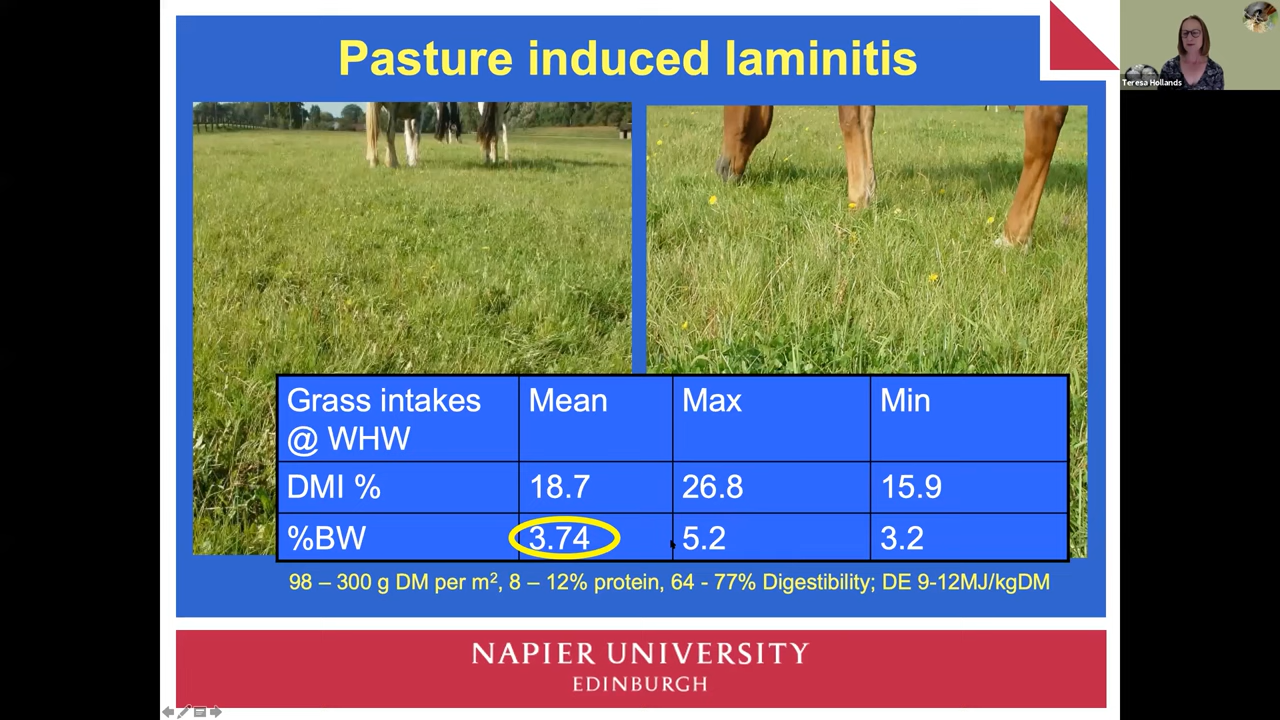 Pasture induced laminitis
Teresa Hollands
Grass intakes Mean Max Min
@ WHW
DMI % 18.7 26.8 15.9
%BW 3.74 5.2 3.2
98 – 300 g DM per m², 8 – 12% protein, 64 - 77% Digestibility; DE 9-12MJ/kgDM
NAPIER UNIVERSITY
EDINBURGH